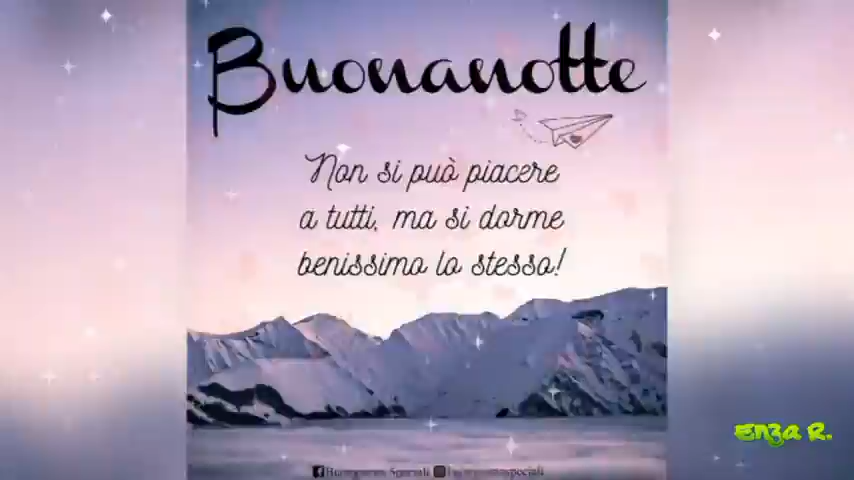 Buonanotte
Non si può piacere
a tutti, ma si dorme
benissimo lo stesso!
Enza R.